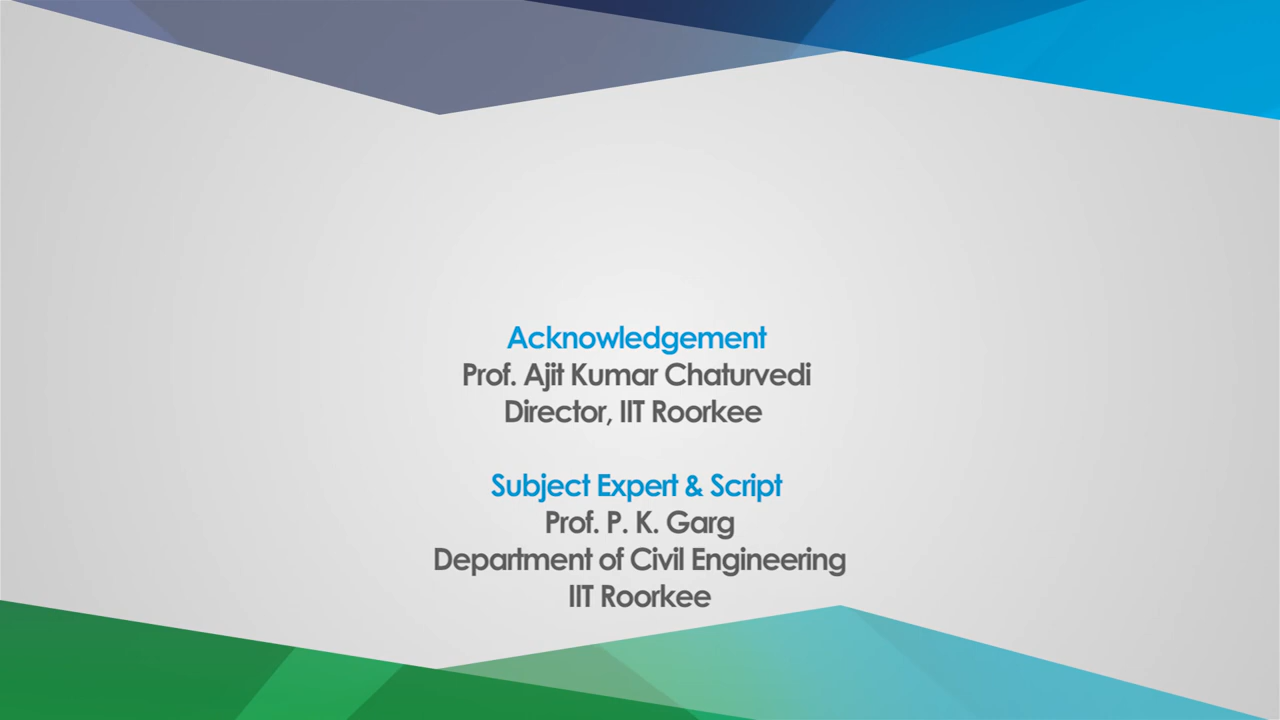 Acknowledgement
Prof. Ajit Kumar Chaturvedi
Director, IIT Roorkee
Subject Expert & Script
Prof. P. K. Garg
Department of Civil Engineering
IIT Roorkee